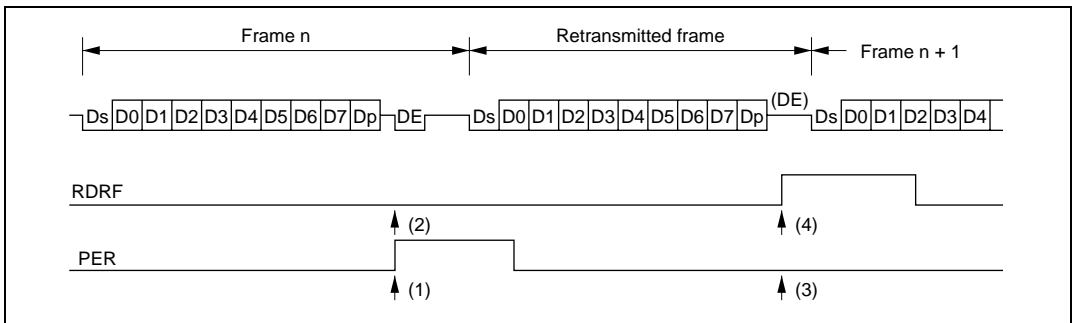 Frame n
Retransmitted frame
Frame n + 1
(DE)
Ds D0 D1 D2 D3 D4 D5 D6 D7 Dp DE Ds D0 D1 D2 D3 D4 D5 D6 D7 Dp Ds D0 D1 D2 D3 D4
RDRF
(2)
(4)
PER
(1)
(3)